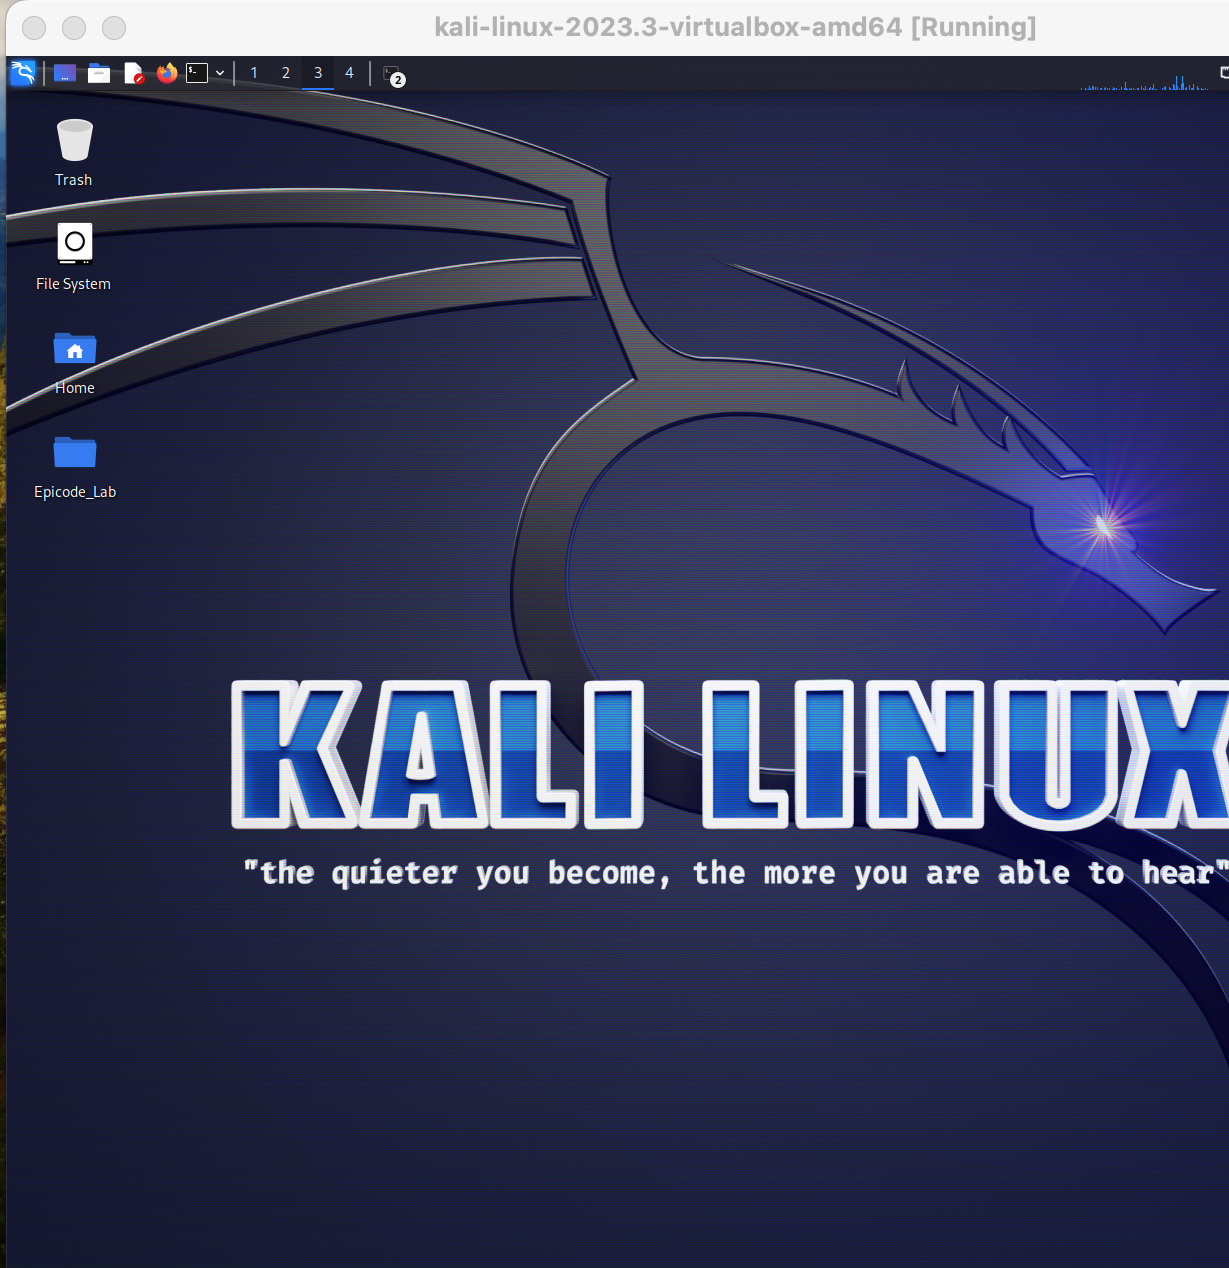 kali-linux-2023.3-virtualbox-amd64 [Running]
1 2 3 4 2
Trash
File System
Home
Epicode_Lab
KALI LINUX
"the quieter you become, the more you are able to hear"